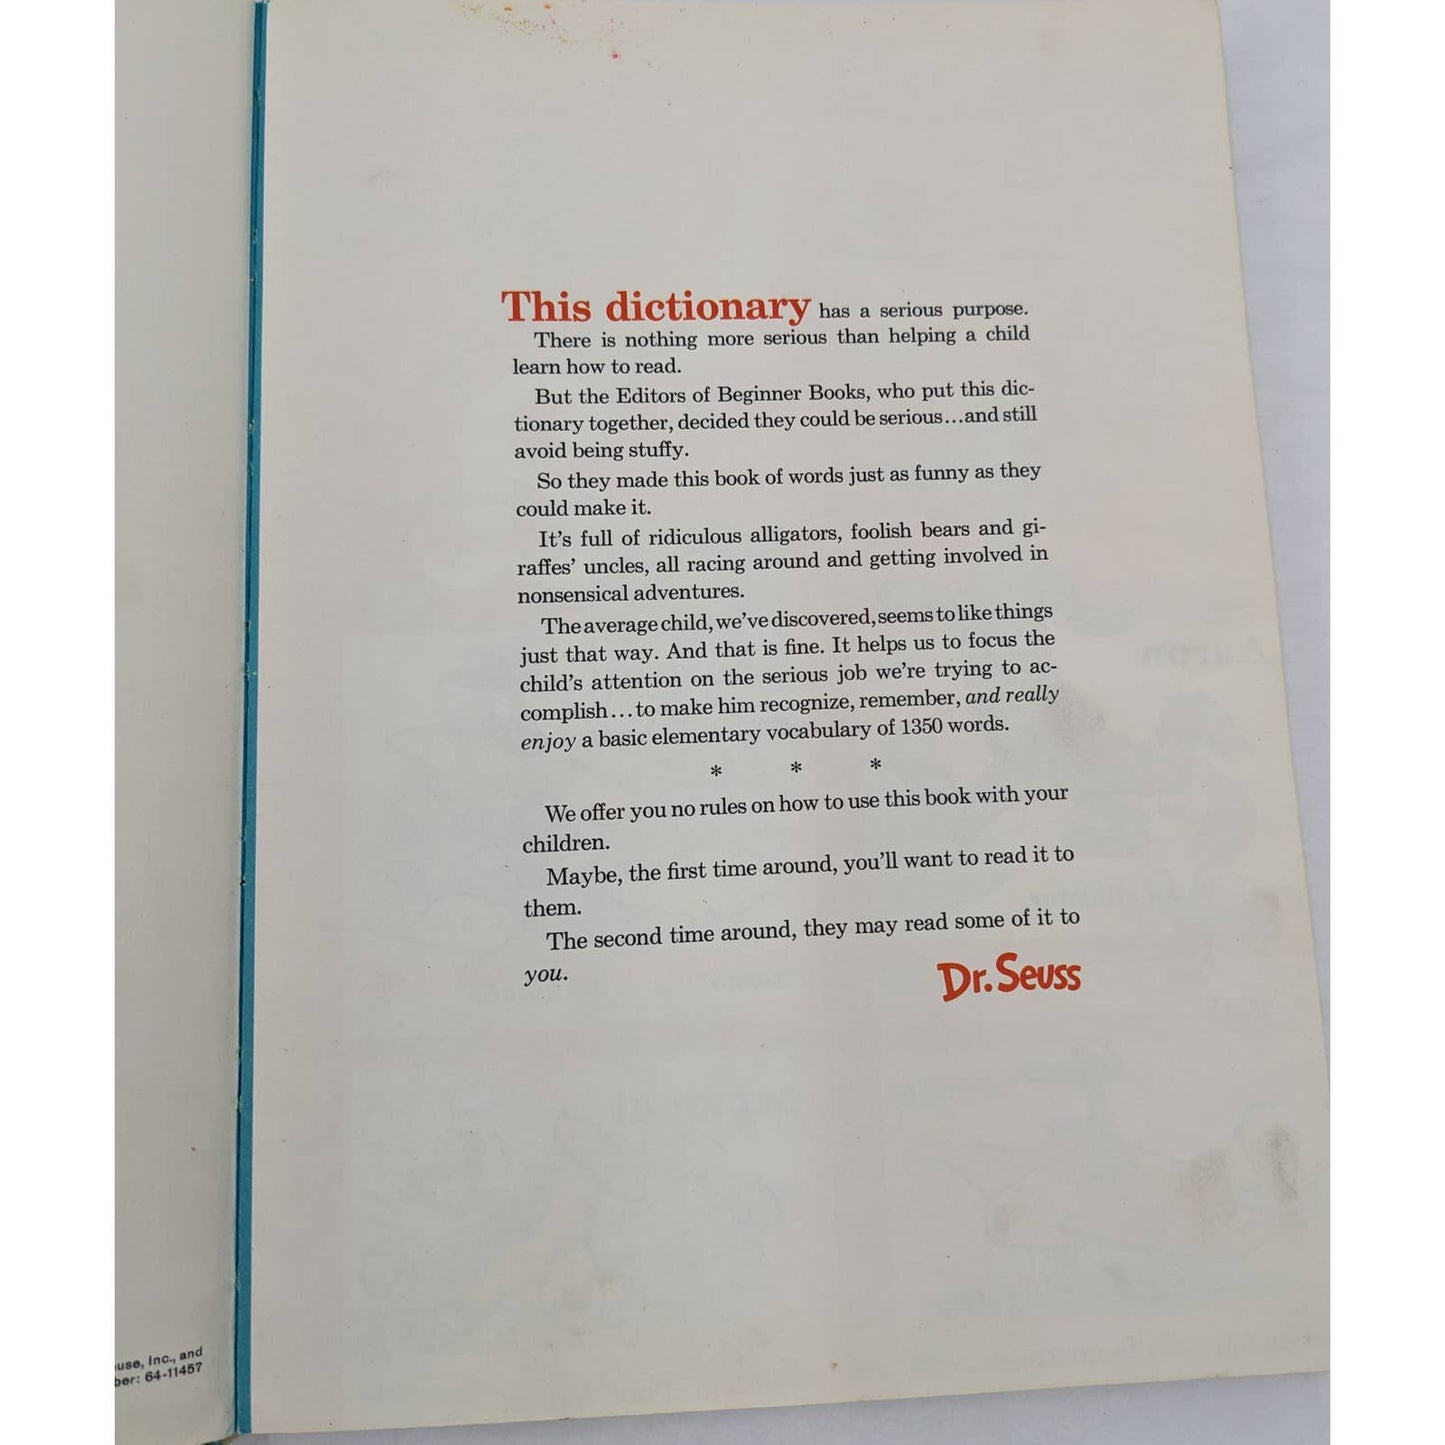 This dictionary has a serious purpose.
There is nothing more serious than helping a child
learn how to read.
But the Editors of Beginner Books, who put this dic-
tionary together, decided they could be serious...and still
avoid being stuffy.
So they made this book of words just as funny as they
could make it.
It's full of ridiculous alligators, foolish bears and gi-
raffes' uncles, all racing around and getting involved in
nonsensical adventures.
The average child, we've discovered, seems to like things
just that way. And that is fine. It helps us to focus the
child's attention on the serious job we're trying to ac-
complish...to make him recognize, remember, and really
enjoy a basic elementary vocabulary of 1350 words.
* * *
We offer you no rules on how to use this book with your
children.
Maybe, the first time around, you'll want to read it to
them.
The second time around, they may read some of it to
you.
Dr. Seuss
ouse, Inc., and
ber: 64-11457